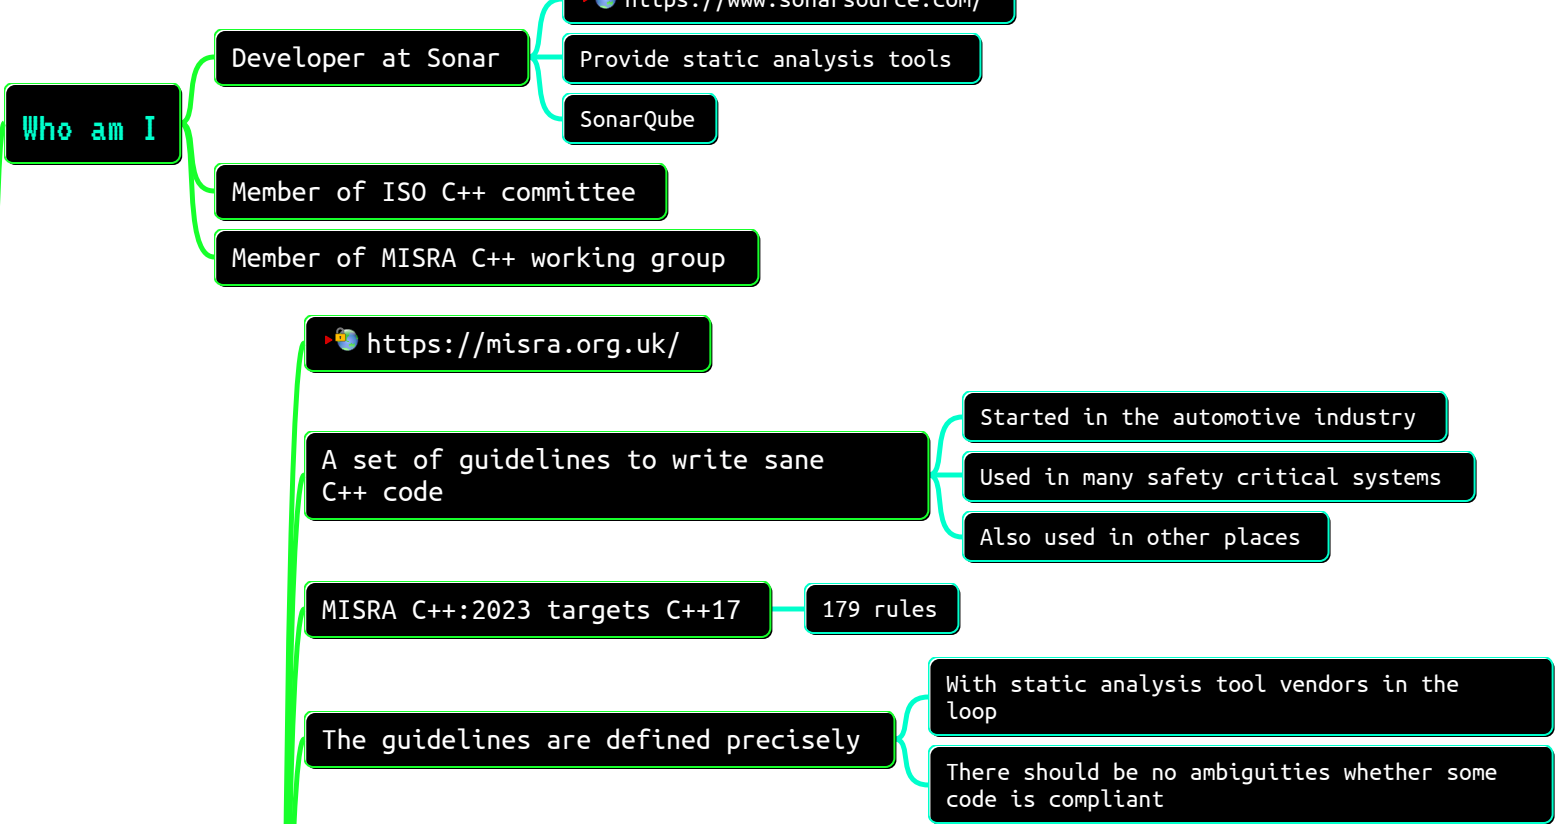 https://www.sonarsource.com/
Developer at Sonar
Provide static analysis tools
SonarQube
Who am I
Member of ISO C++ committee
Member of MISRA C++ working group
https://misra.org.uk/
A set of guidelines to write sane
C++ code
Started in the automotive industry
Used in many safety critical systems
Also used in other places
MISRA C++:2023 targets C++17
179 rules
The guidelines are defined precisely
With static analysis tool vendors in the
loop
There should be no ambiguities whether some
code is compliant